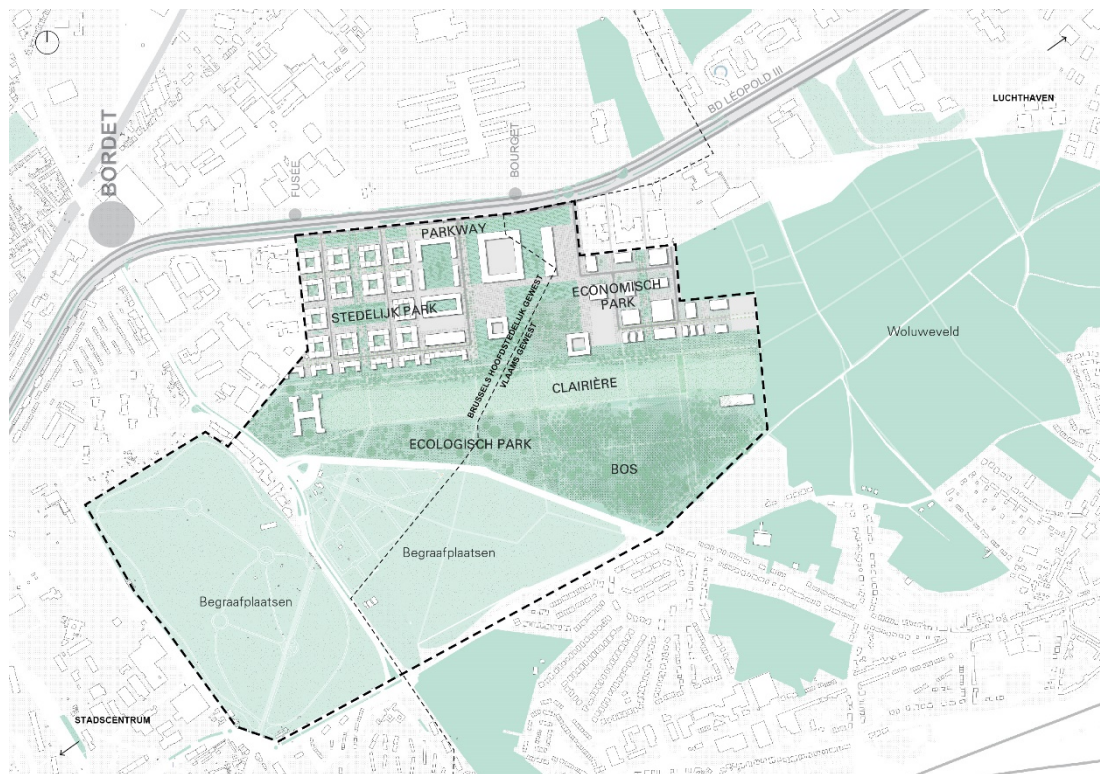 BD LÉOPOLD III
LUCHTHAVEN
BORDET
FUSÉE
BOURGET
PARKWAY
ECONOMISCH
PARK
STEDELIJK PARK
BRUSSELS HOOFDSTEDELIJK GEWEST
VLAAMS GEWEST
Woluweveld
CLAIRIÈRE
ECOLOGISCH PARK
BOS
Begraafplaatsen
Begraafplaatsen
STADSCENTRUM